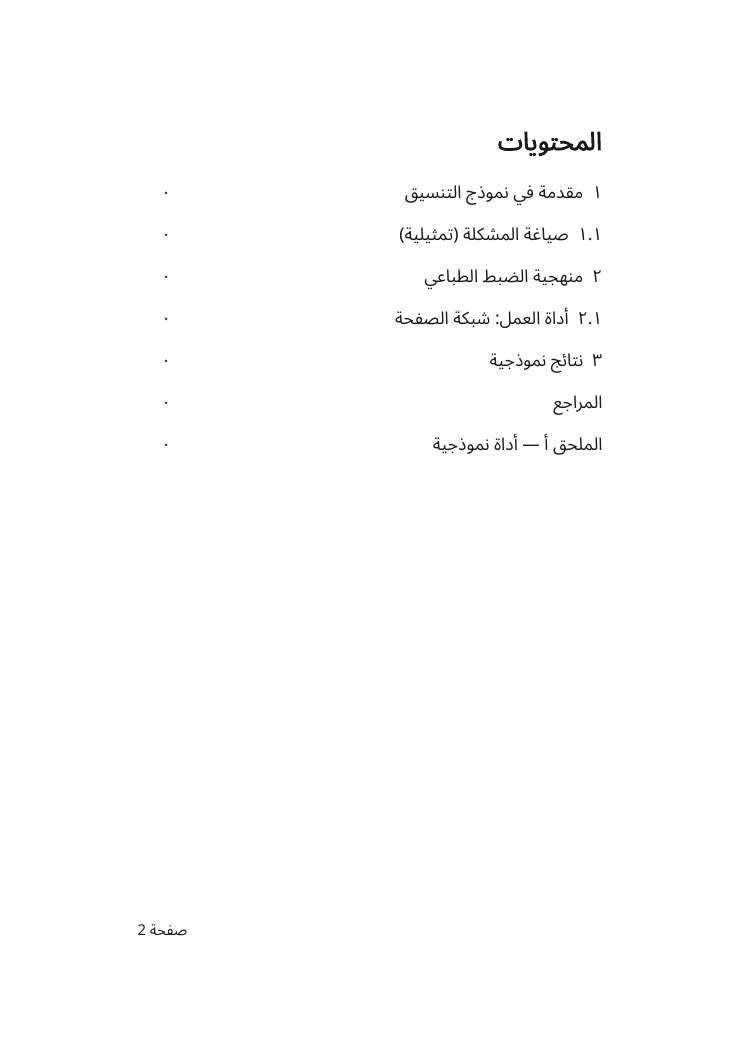 المحتويات
١ مقدمة في نموذج التنسيق ٠
١.١ صياغة المشكلة (تمثيلية) ٠
٢ منهجية الضبط الطباعي ٠
٢.١ أداة العمل: شبكة الصفحة ٠
٣ نتائج نموذجية ٠
المراجع ٠
الملحق أ — أداة نموذجية ٠
صفحة 2